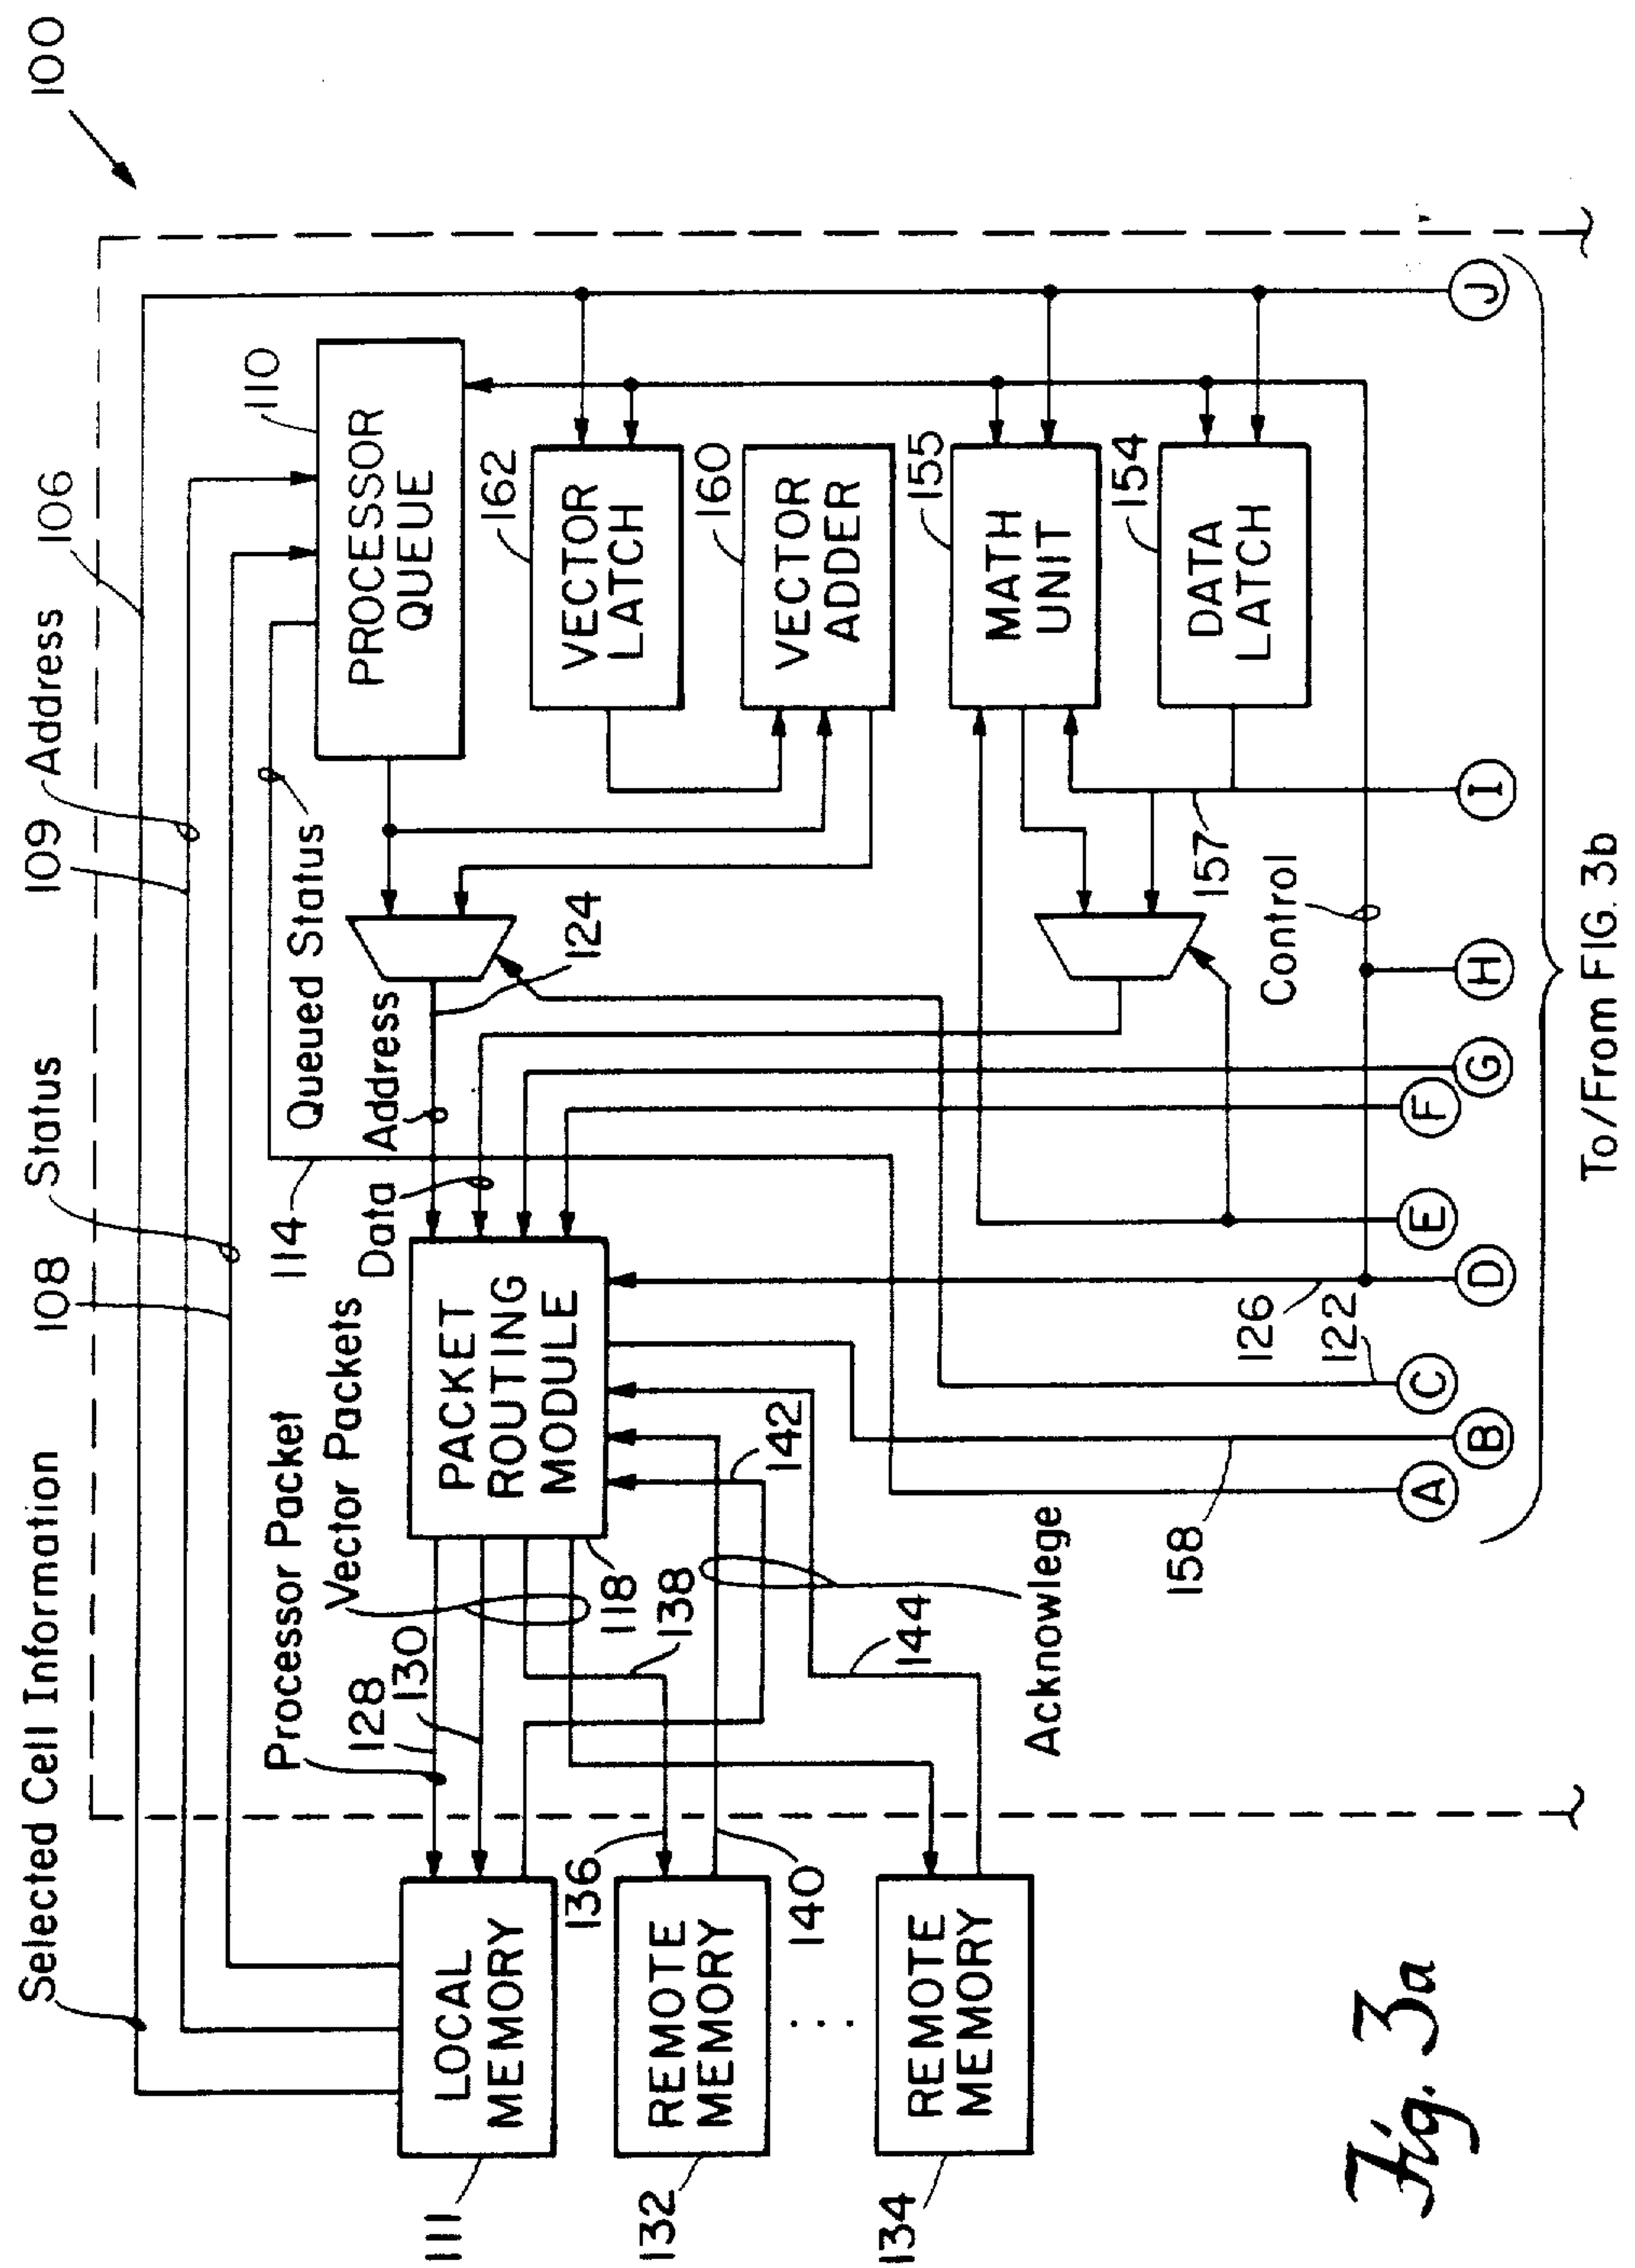 100
Selected Cell Information
108
Status
109
Address
106
114
Queued Status
110
PROCESSOR
QUEUE
Processor Packet
Vector Packets
128
130
Data
Address
124
162
VECTOR
LATCH
160
VECTOR
ADDER
155
MATH
UNIT
154
DATA
LATCH
157
Control
111
LOCAL
MEMORY
PACKET
ROUTING
MODULE
118
138
142
136
132
REMOTE
MEMORY
140
144
...
134
REMOTE
MEMORY
Acknowlege
158
126
122
A
B
C
D
E
F
G
H
I
J
To/From FIG. 3b
Fig. 3a